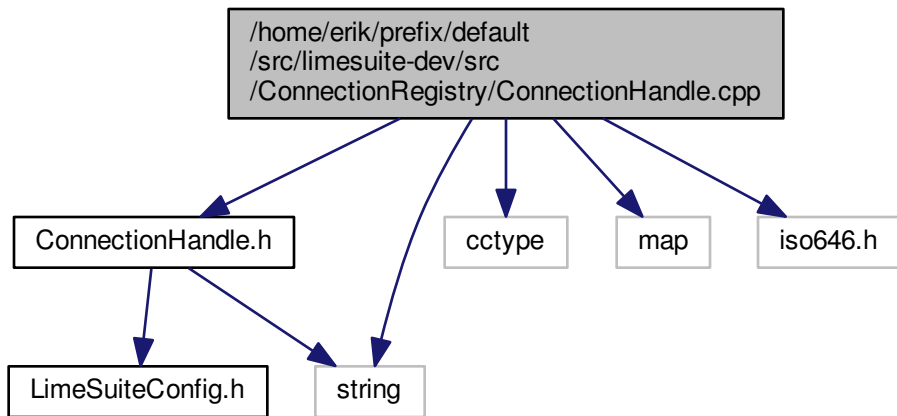 /home/erik/prefix/default
/src/limesuite-dev/src
/ConnectionRegistry/ConnectionHandle.cpp
ConnectionHandle.h
cctype
map
iso646.h
LimeSuiteConfig.h
string